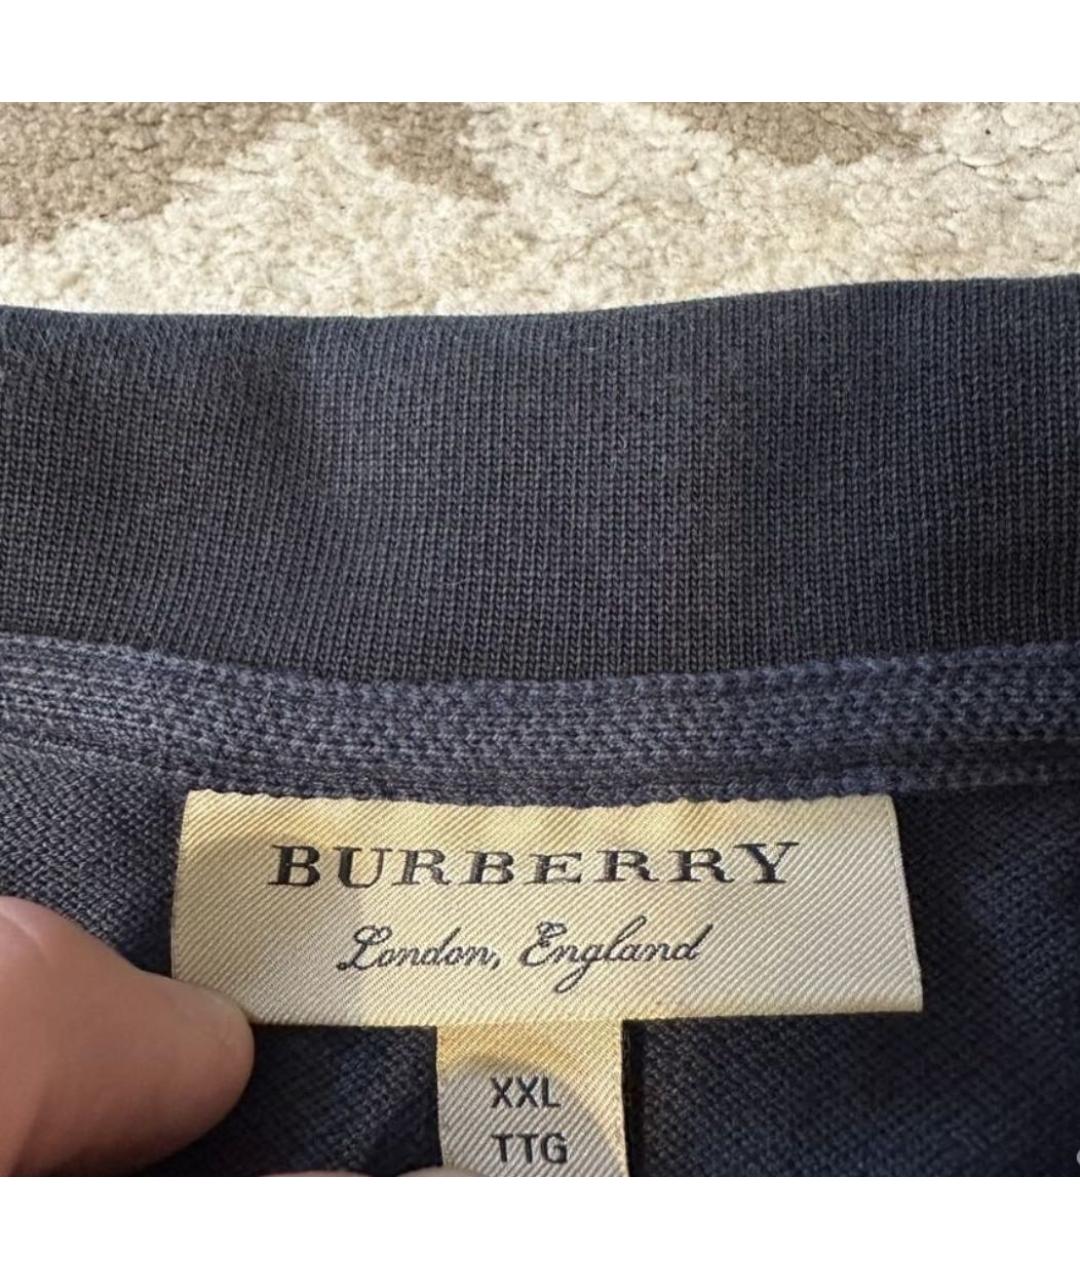 BURBERRY
London, England
XXL
TTG